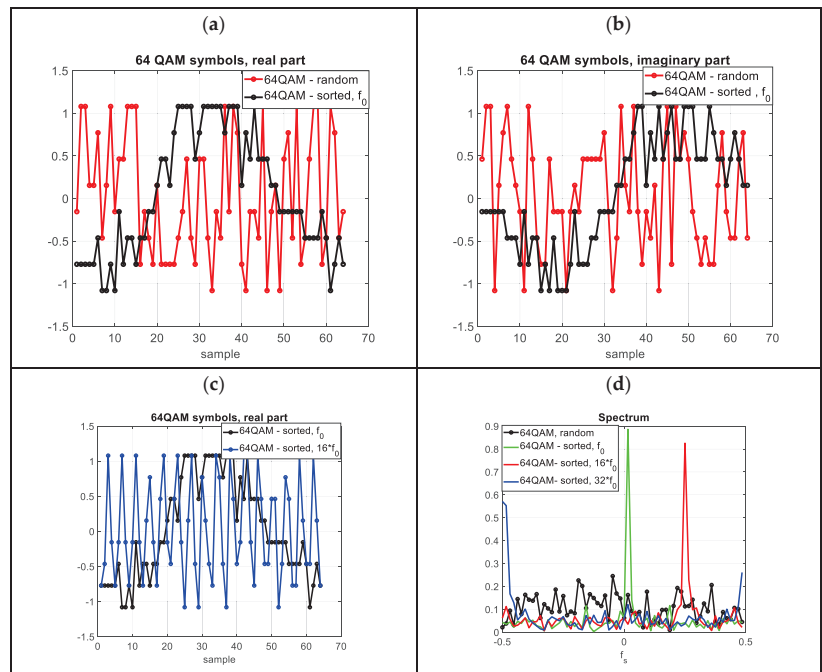 (a)
64 QAM symbols, real part
64QAM - random
64QAM - sorted, f0
1.5
1
0.5
0
-0.5
-1
-1.5
0 10 20 30 40 50 60 70
sample
(b)
64 QAM symbols, imaginary part
64QAM - random
64QAM - sorted , f0
1.5
1
0.5
0
-0.5
-1
-1.5
0 10 20 30 40 50 60 70
sample
(c)
64QAM symbols, real part
64QAM - sorted, f0
64QAM - sorted, 16*f0
1.5
1
0.5
0
-0.5
-1
-1.5
0 10 20 30 40 50 60 70
sample
(d)
Spectrum
64QAM, random
64QAM - sorted, f0
64QAM- sorted, 16*f0
64QAM- sorted, 32*f0
0.9
0.8
0.7
0.6
0.5
0.4
0.3
0.2
0.1
0
-0.5 0 0.5
fs